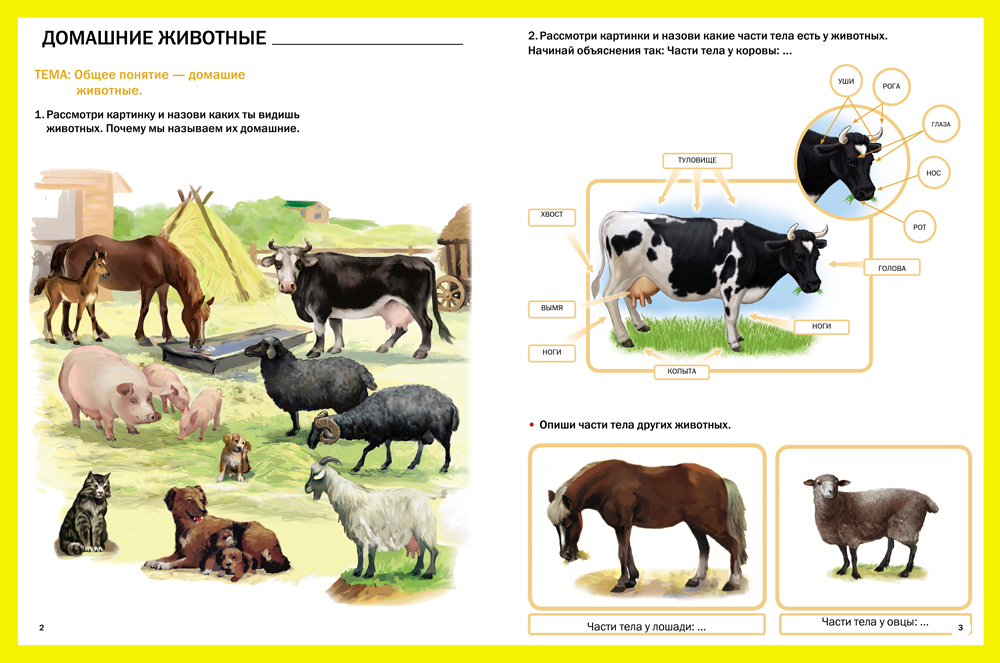 ДОМАШНИЕ ЖИВОТНЫЕ
ТЕМА: Общее понятие — домашие
животные.
1. Рассмотри картинку и назови каких ты видишь
животных. Почему мы называем их домашние.
2
2. Рассмотри картинки и назови какие части тела есть у животных.
Начинай объяснения так: Части тела у коровы: ...
УШИ
РОГА
ГЛАЗА
НОС
РОТ
ТУЛОВИЩЕ
ХВОСТ
ГОЛОВА
ВЫМЯ
НОГИ
НОГИ
КОПЫТА
• Опиши части тела других животных.
Части тела у лошади: ...
Части тела у овцы: ...
3